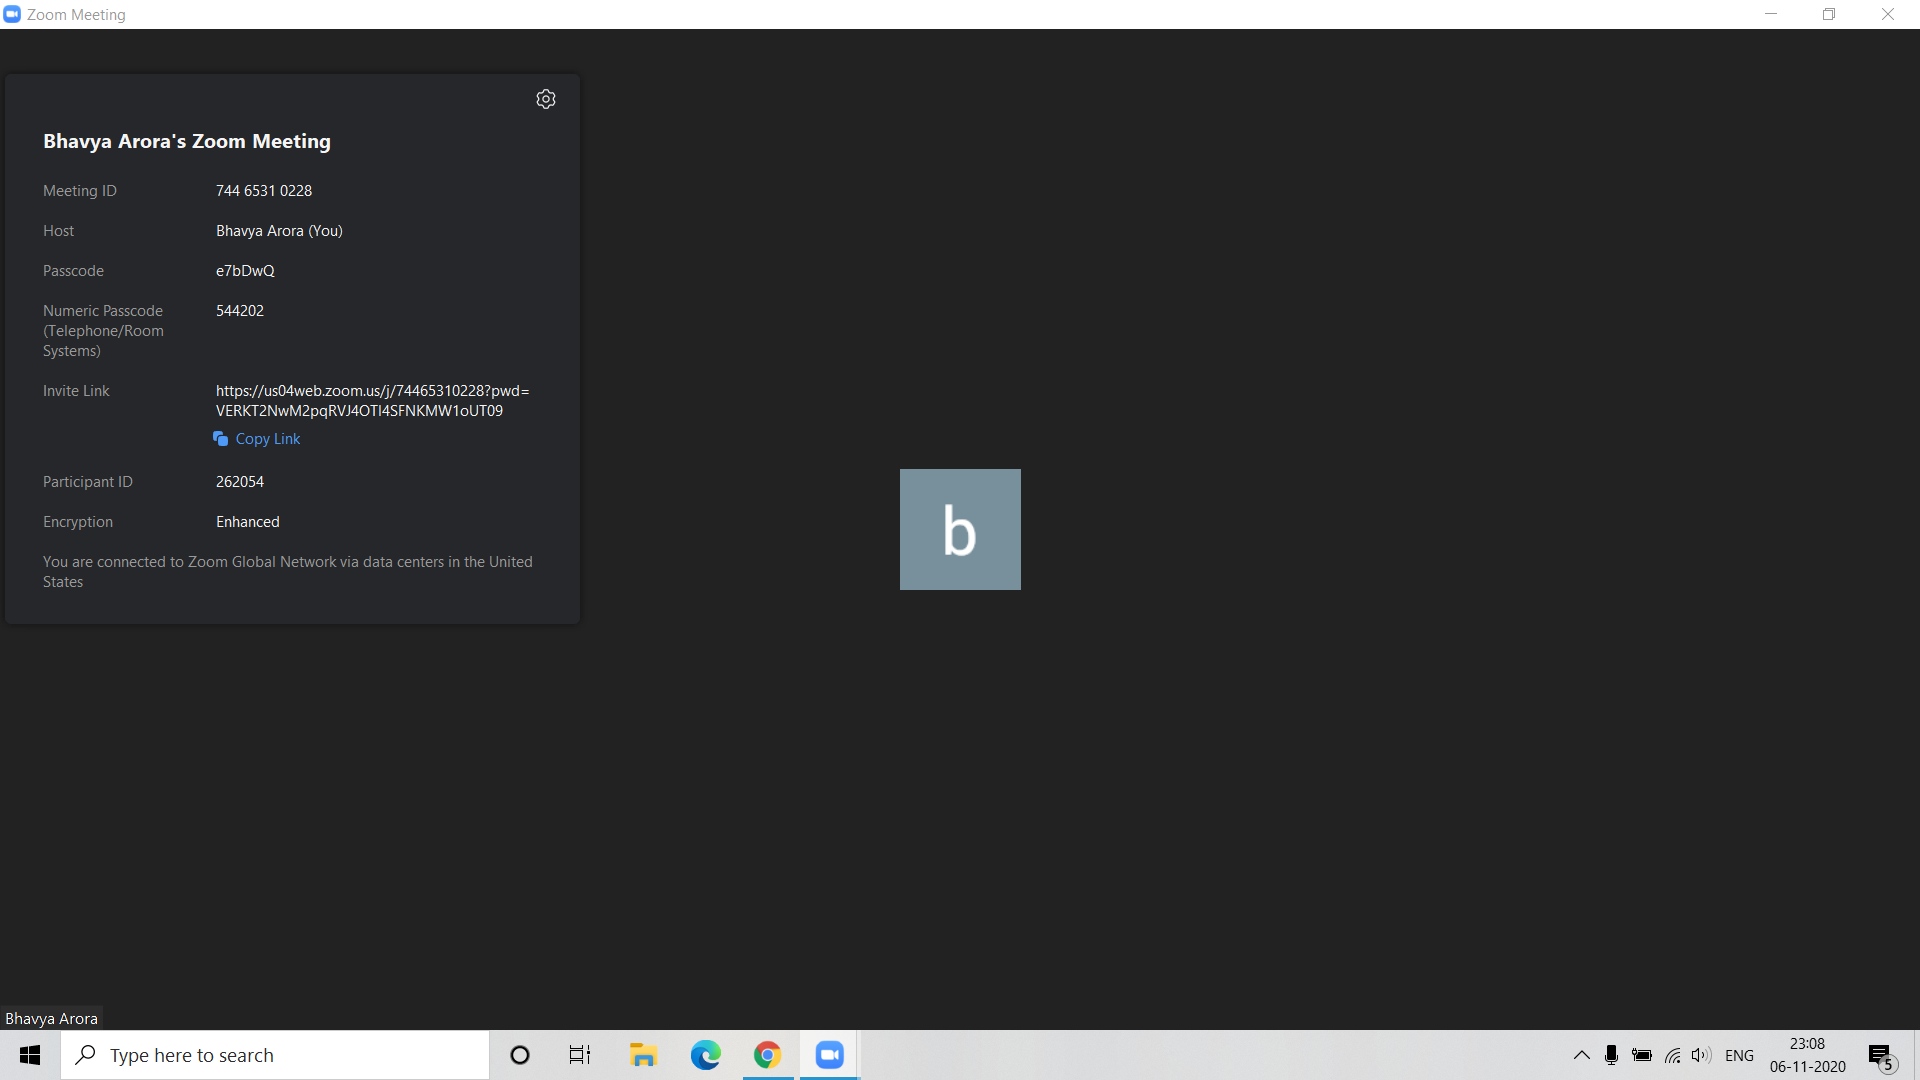 Zoom Meeting
Bhavya Arora's Zoom Meeting
Meeting ID 744 6531 0228
Host Bhavya Arora (You)
Passcode e7bDwQ
Numeric Passcode 544202
(Telephone/Room
Systems)
Invite Link https://us04web.zoom.us/j/74465310228?pwd=
VERKT2NwM2pqRVJ4OTI4SFNKMW1oUT09
Copy Link
Participant ID 262054
Encryption Enhanced
You are connected to Zoom Global Network via data centers in the United
States
b
Bhavya Arora
Type here to search
ENG
23:08
06-11-2020
5